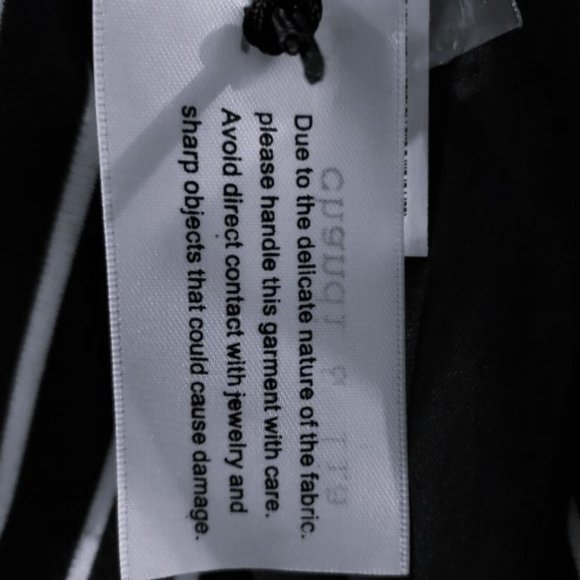 Due to the delicate nature of the fabric.
please handle this garment with care.
Avoid direct contact with jewelry and
sharp objects that could cause damage.